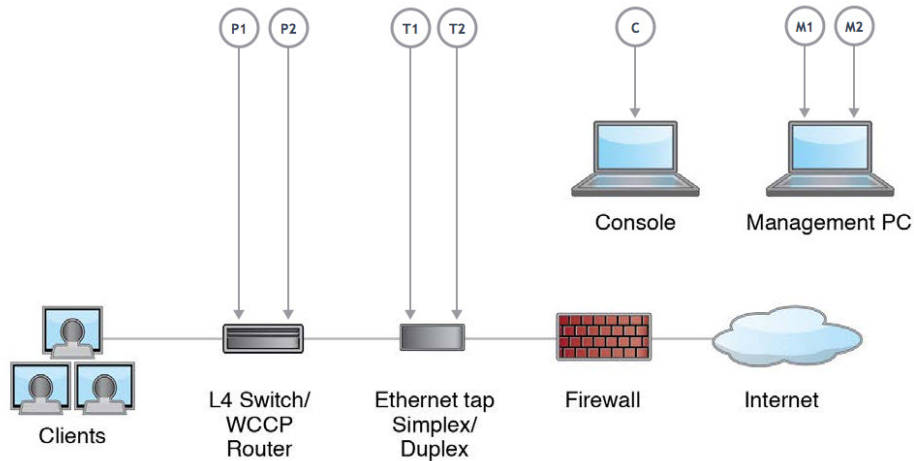 P1 P2 T1 T2 C M1 M2
Console
Management PC
Clients
L4 Switch/
WCCP
Router
Ethernet tap
Simplex/
Duplex
Firewall
Internet